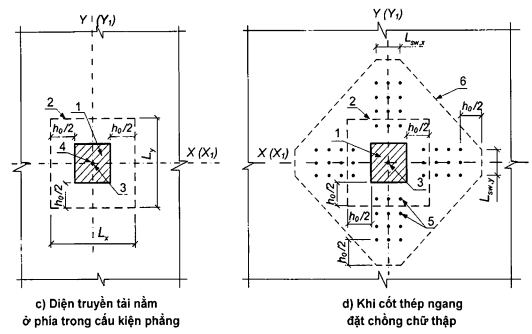 Y (Y₁)
2
1
h₀/2
h₀/2
4
X (X₁)
3
h₀/2
Lᵧ
Lₓ
c) Diện truyền tải nằm
ở phía trong cấu kiện phẳng
Y (Y₁)
Lsw,x
6
2
h₀/2
1
h₀/2
X (X₁)
3
Lsw,y
h₀/2
h₀/2
5
h₀/2
d) Khi cốt thép ngang
đặt chồng chữ thập